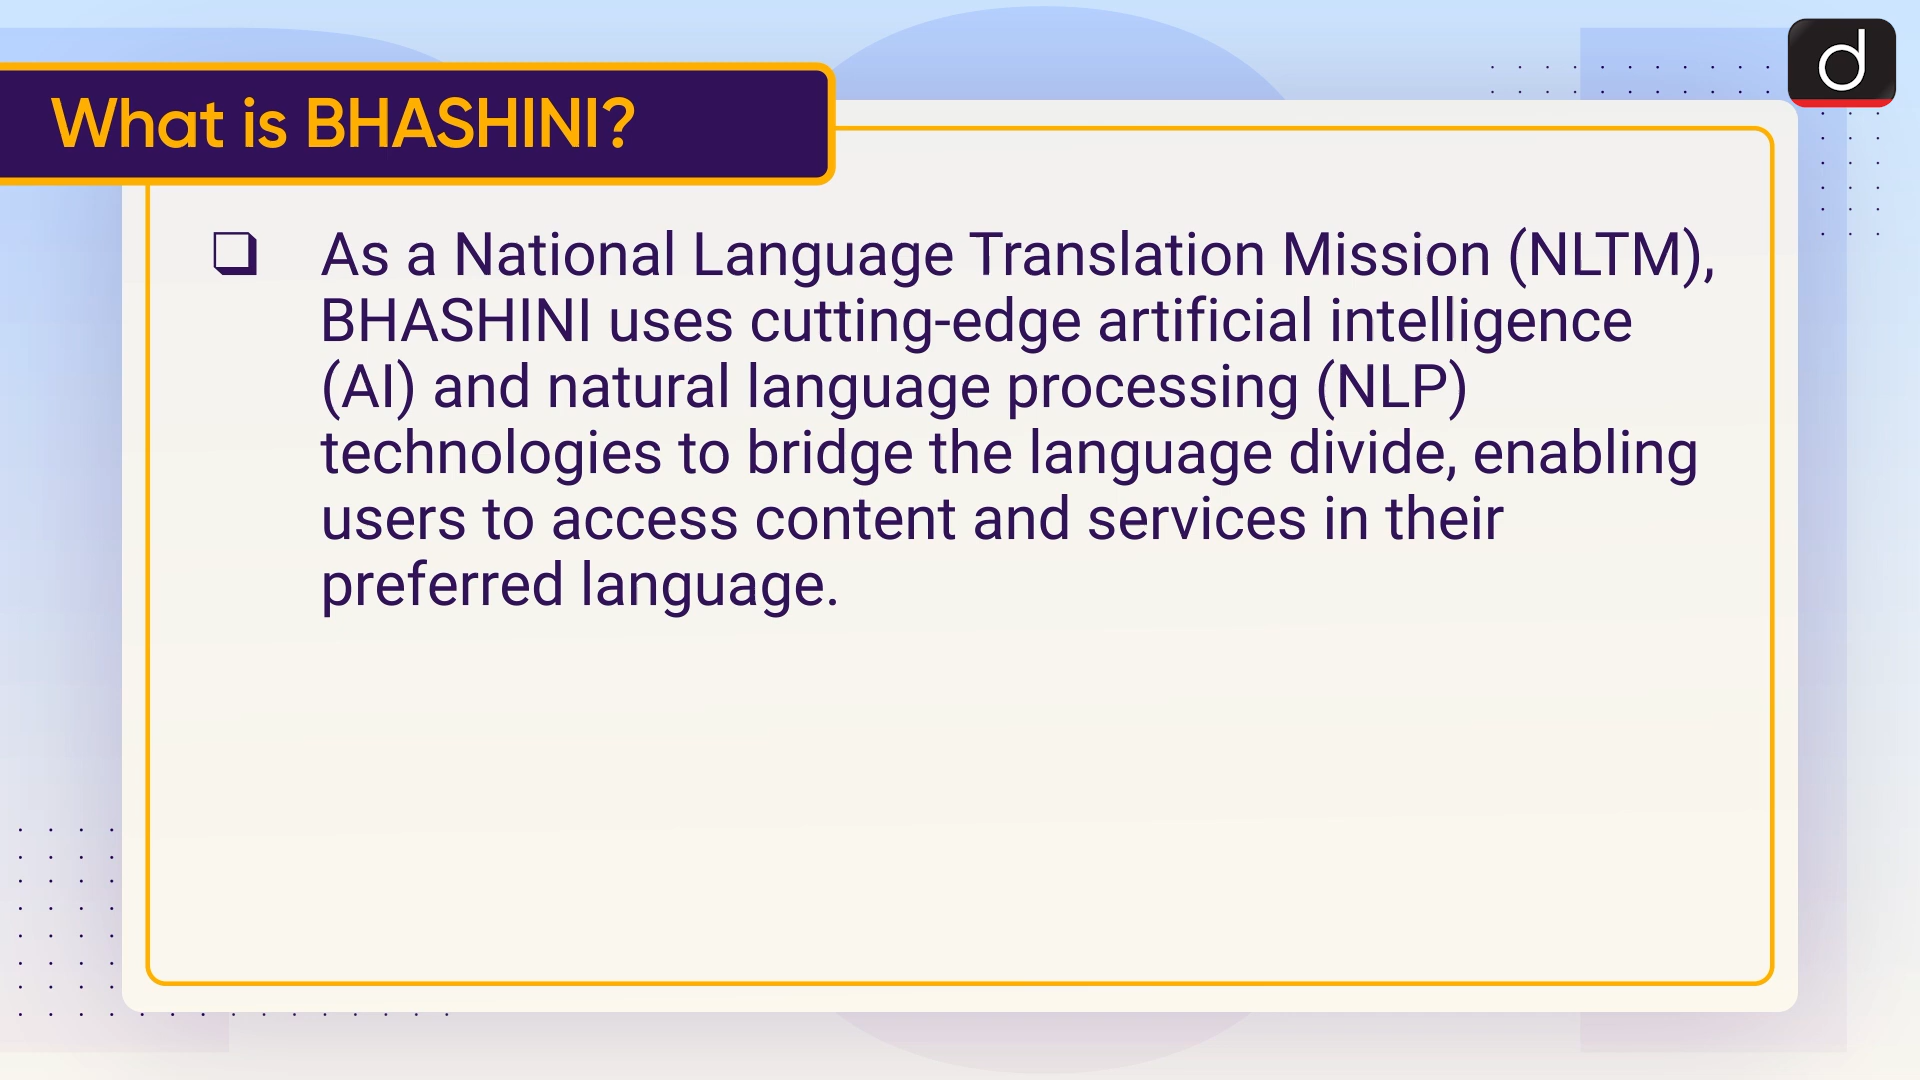 What is BHASHINI?
d
❑ As a National Language Translation Mission (NLTM),
BHASHINI uses cutting-edge artificial intelligence
(AI) and natural language processing (NLP)
technologies to bridge the language divide, enabling
users to access content and services in their
preferred language.